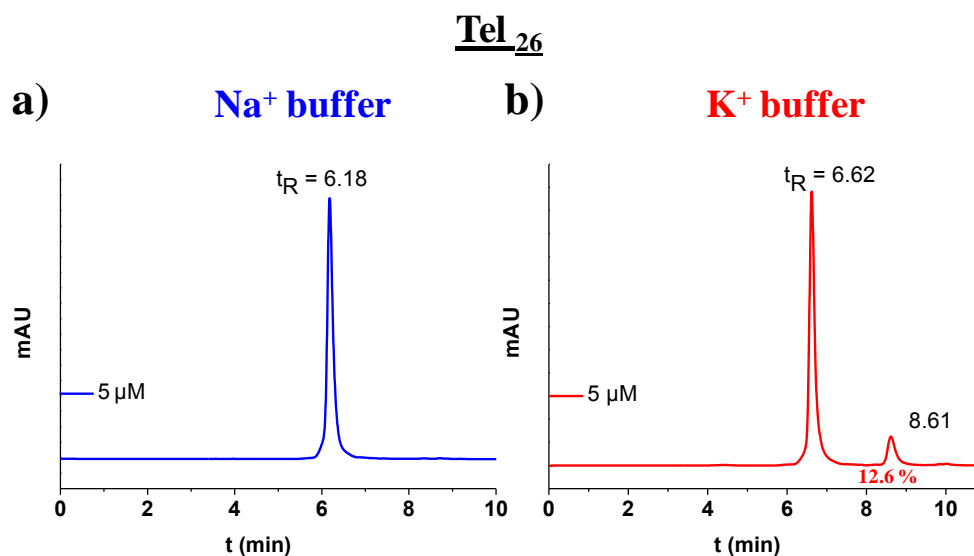 Tel 26
a)
Na+ buffer
tR = 6.18
mAU
5 µM
0 2 4 6 8 10
t (min)
b)
K+ buffer
tR = 6.62
mAU
5 µM
8.61
12.6 %
0 2 4 6 8 10
t (min)